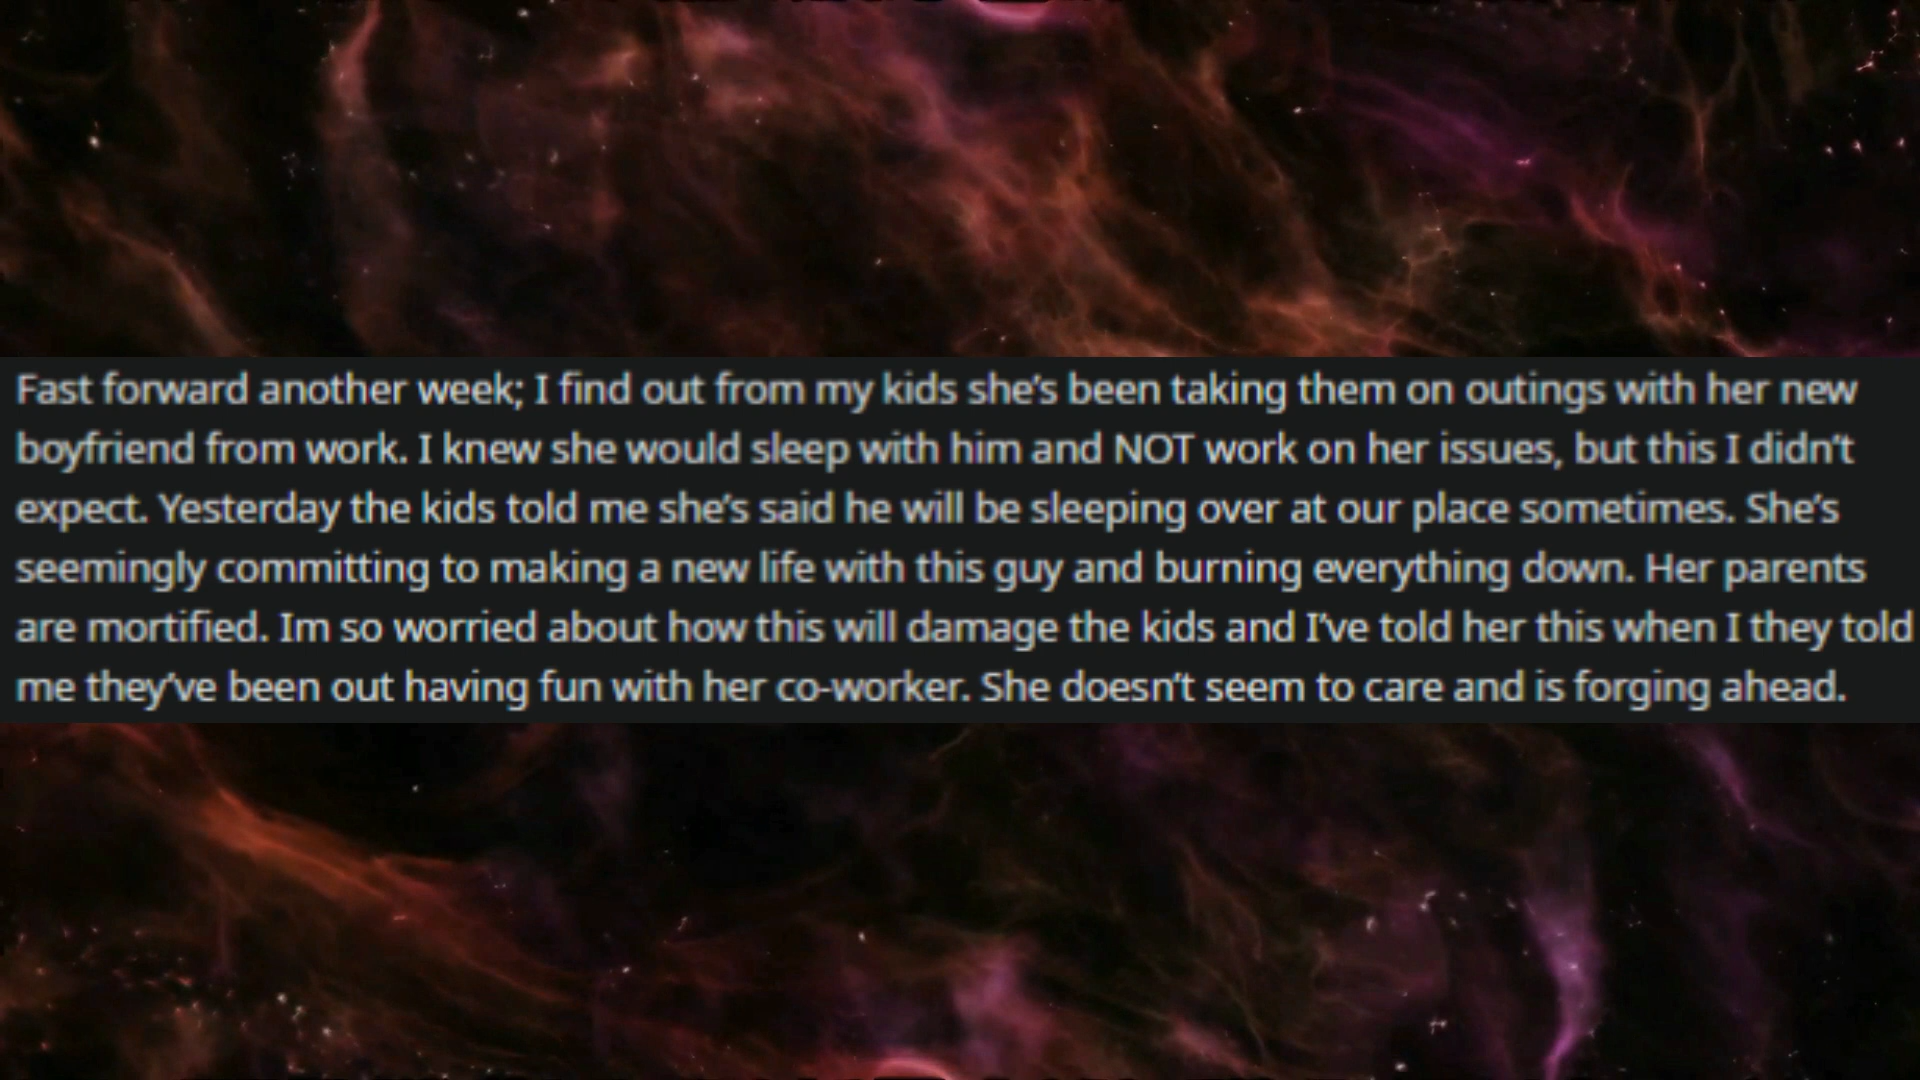 Fast forward another week; I find out from my kids she's been taking them on outings with her new
boyfriend from work. I knew she would sleep with him and NOT work on her issues, but this I didn't
expect. Yesterday the kids told me she's said he will be sleeping over at our place sometimes. She's
seemingly committing to making a new life with this guy and burning everything down. Her parents
are mortified. Im so worried about how this will damage the kids and I've told her this when I they told
me they've been out having fun with her co-worker. She doesn't seem to care and is forging ahead.